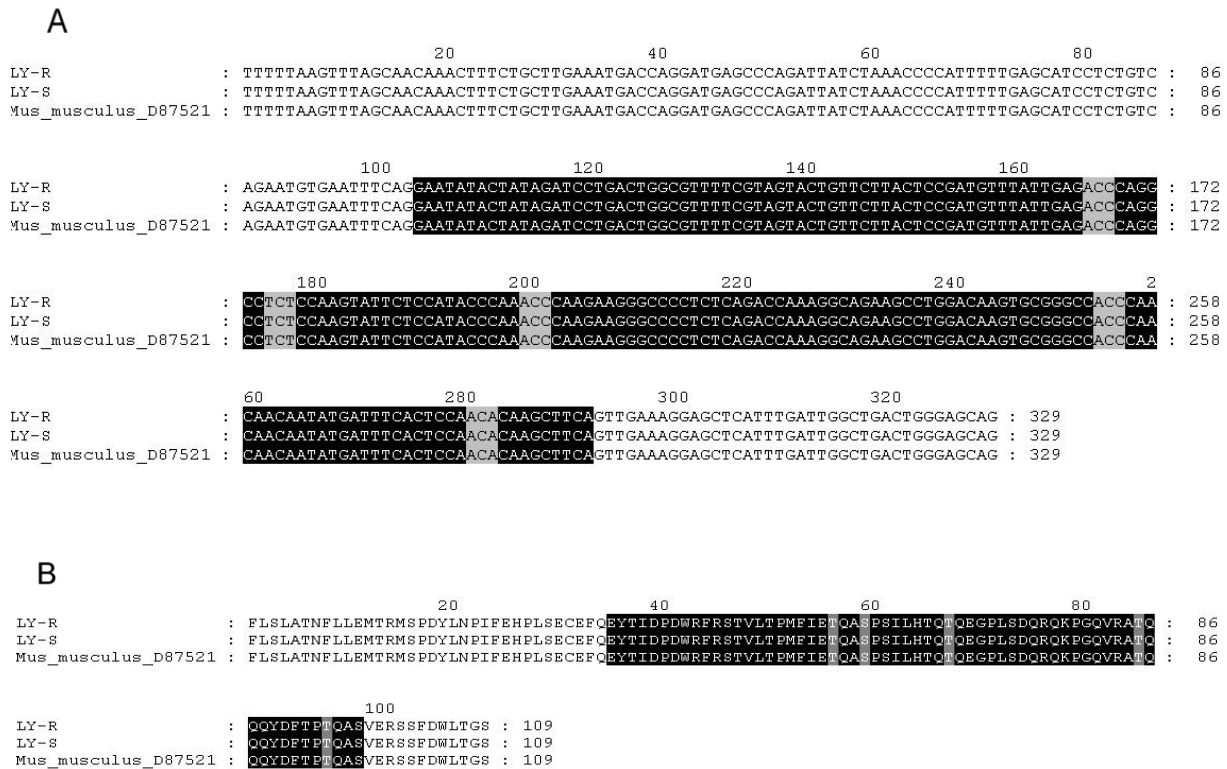 A
20 40 60 80
LY-R : TTTTTAAGTTTAGCAACAAACTTTCTGCTTGAAATGACCAGGATGAGCCCAGATTATCTAAACCCCATTTTTGAGCATCCTCTGTC : 86
LY-S : TTTTTAAGTTTAGCAACAAACTTTCTGCTTGAAATGACCAGGATGAGCCCAGATTATCTAAACCCCATTTTTGAGCATCCTCTGTC : 86
Mus_musculus_D87521 : TTTTTAAGTTTAGCAACAAACTTTCTGCTTGAAATGACCAGGATGAGCCCAGATTATCTAAACCCCATTTTTGAGCATCCTCTGTC : 86
100 120 140 160
LY-R : AGAATGTGAATTTCAGGAATATACTATAGATCCTGACTGGCGTTTTCGTAGTACTGTTCTTACTCCGATGTTTATTGAGACCCAGG : 172
LY-S : AGAATGTGAATTTCAGGAATATACTATAGATCCTGACTGGCGTTTTCGTAGTACTGTTCTTACTCCGATGTTTATTGAGACCCAGG : 172
Mus_musculus_D87521 : AGAATGTGAATTTCAGGAATATACTATAGATCCTGACTGGCGTTTTCGTAGTACTGTTCTTACTCCGATGTTTATTGAGACCCAGG : 172
180 200 220 240 2
LY-R : CCTCTCCAAGTATTCTCCATACCCAAACCCAAGAAGGGCCCCTCTCAGACCAAAGGCAGAAGCCTGGACAAGTGCGGGCCACCCAA : 258
LY-S : CCTCTCCAAGTATTCTCCATACCCAAACCCAAGAAGGGCCCCTCTCAGACCAAAGGCAGAAGCCTGGACAAGTGCGGGCCACCCAA : 258
Mus_musculus_D87521 : CCTCTCCAAGTATTCTCCATACCCAAACCCAAGAAGGGCCCCTCTCAGACCAAAGGCAGAAGCCTGGACAAGTGCGGGCCACCCAA : 258
60 280 300 320
LY-R : CAACAATATGATTTCACTCCAACACAAGCTTCAGTTGAAAGGAGCTCATTTGATTGGCTGACTGGGAGCAG : 329
LY-S : CAACAATATGATTTCACTCCAACACAAGCTTCAGTTGAAAGGAGCTCATTTGATTGGCTGACTGGGAGCAG : 329
Mus_musculus_D87521 : CAACAATATGATTTCACTCCAACACAAGCTTCAGTTGAAAGGAGCTCATTTGATTGGCTGACTGGGAGCAG : 329
B
20 40 60 80
LY-R : FLSLATNFLLEMTRMSPDYLNPIFEHPLSECEFQEYTIDPDWRFRSTVLTPMFIETQASPSILHTQTQEGPLSDQRQKPGQVRATQ : 86
LY-S : FLSLATNFLLEMTRMSPDYLNPIFEHPLSECEFQEYTIDPDWRFRSTVLTPMFIETQASPSILHTQTQEGPLSDQRQKPGQVRATQ : 86
Mus_musculus_D87521 : FLSLATNFLLEMTRMSPDYLNPIFEHPLSECEFQEYTIDPDWRFRSTVLTPMFIETQASPSILHTQTQEGPLSDQRQKPGQVRATQ : 86
100
LY-R : QQYDFTPTQASVERSSFDWLTGS : 109
LY-S : QQYDFTPTQASVERSSFDWLTGS : 109
Mus_musculus_D87521 : QQYDFTPTQASVERSSFDWLTGS : 109